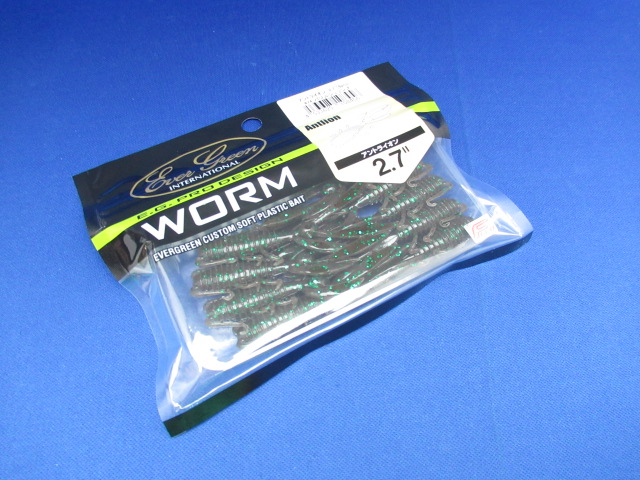 Ever Green
INTERNATIONAL
E.G. PRO DESIGN
WORM
EVERGREEN CUSTOM SOFT PLASTIC BAIT
Antlion
アントライオン
2.7"